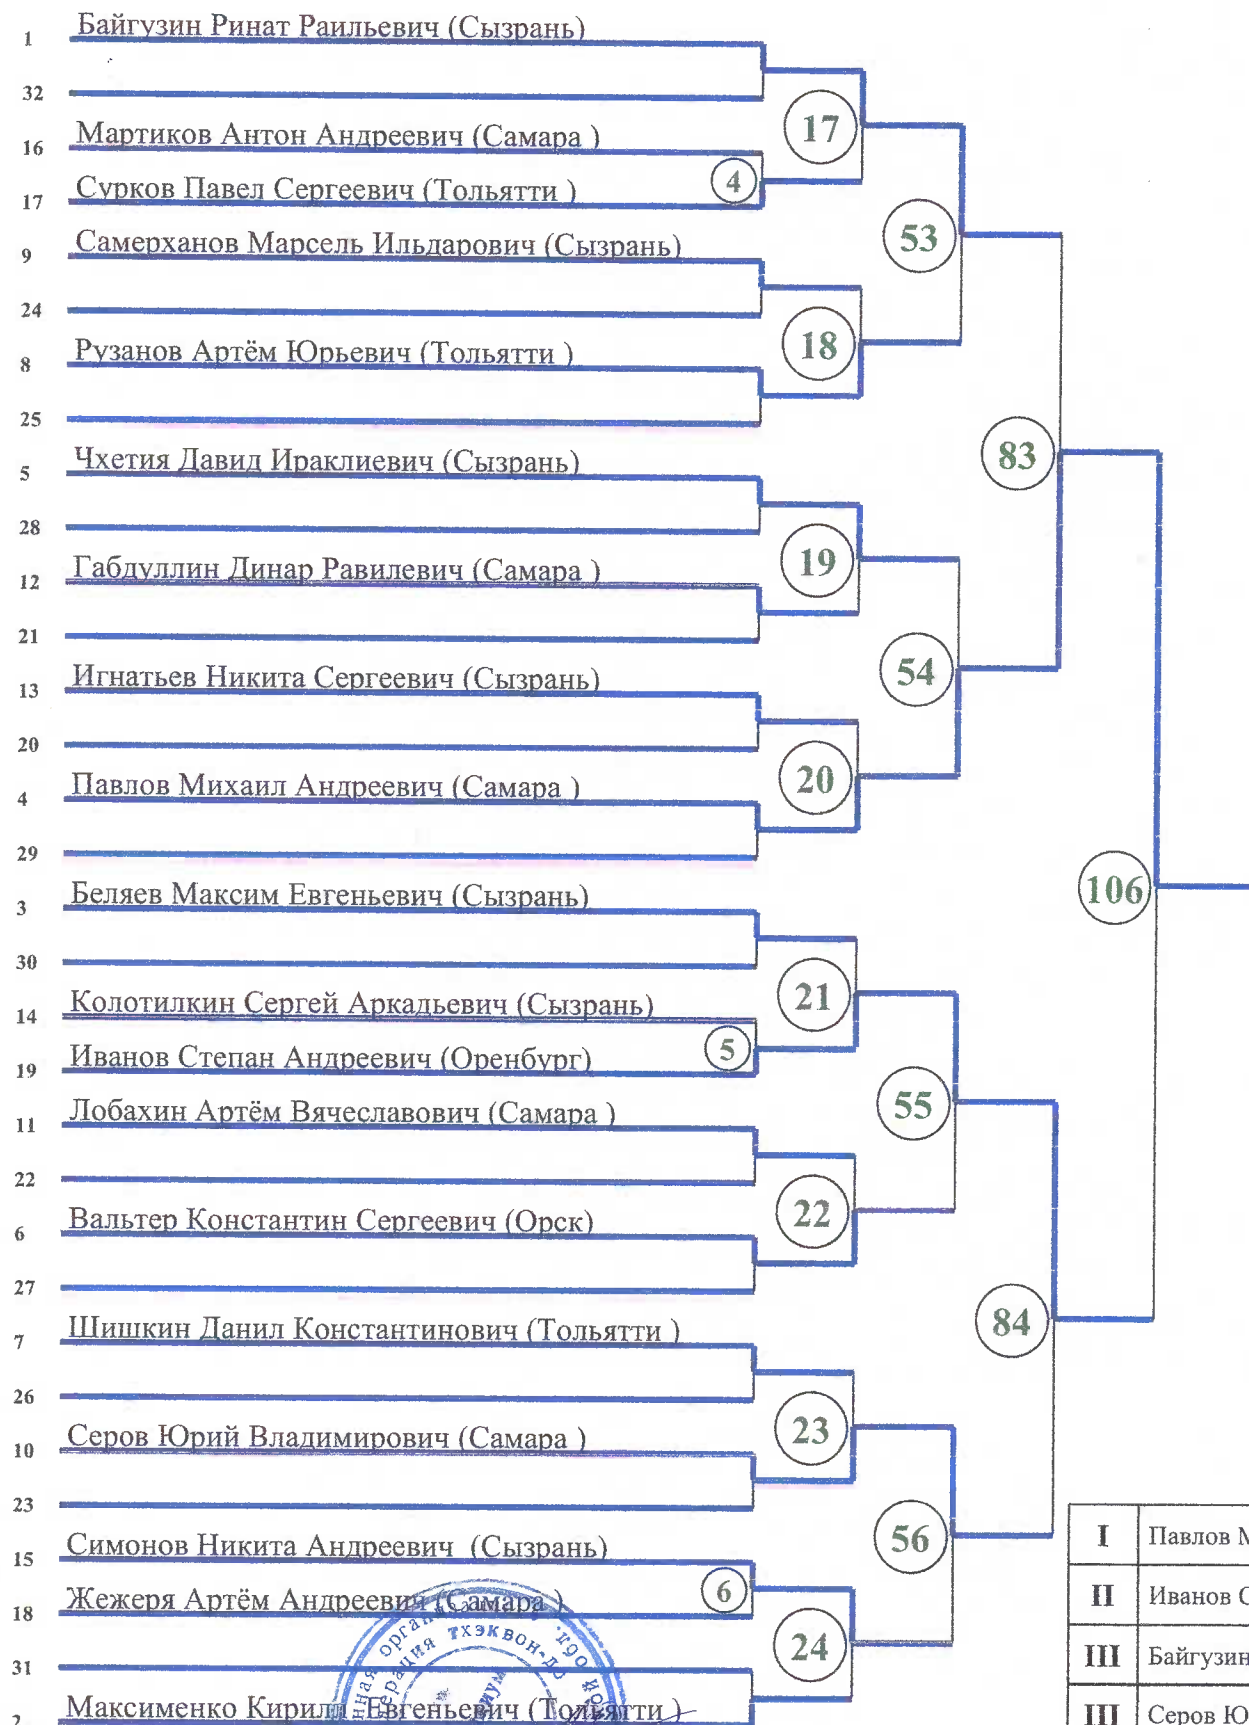 1 Байгузин Ринат Раильевич (Сызрань)
32
16 Мартиков Антон Андреевич (Самара )
17 Сурков Павел Сергеевич (Тольятти )
4
17
9 Самерханов Марсель Ильдарович (Сызрань)
24
8 Рузанов Артём Юрьевич (Тольятти )
25
18
53
5 Чхетия Давид Ираклиевич (Сызрань)
28
12 Габдуллин Динар Равилевич (Самара )
21
19
13 Игнатьев Никита Сергеевич (Сызрань)
20
4 Павлов Михаил Андреевич (Самара )
29
20
54
83
3 Беляев Максим Евгеньевич (Сызрань)
30
14 Колотилкин Сергей Аркадьевич (Сызрань)
19 Иванов Степан Андреевич (Оренбург)
5
21
11 Лобахин Артём Вячеславович (Самара )
22
6 Вальтер Константин Сергеевич (Орск)
27
22
55
7 Шишкин Данил Константинович (Тольятти )
26
10 Серов Юрий Владимирович (Самара )
23
23
15 Симонов Никита Андреевич (Сызрань)
18 Жежеря Артём Андреевич (Самара )
6
31
2 Максименко Кирилл Евгеньевич (Тольятти )
24
56
84
106
I Павлов М
II Иванов С
III Байгузин
III Серов Ю
тхэквон-до